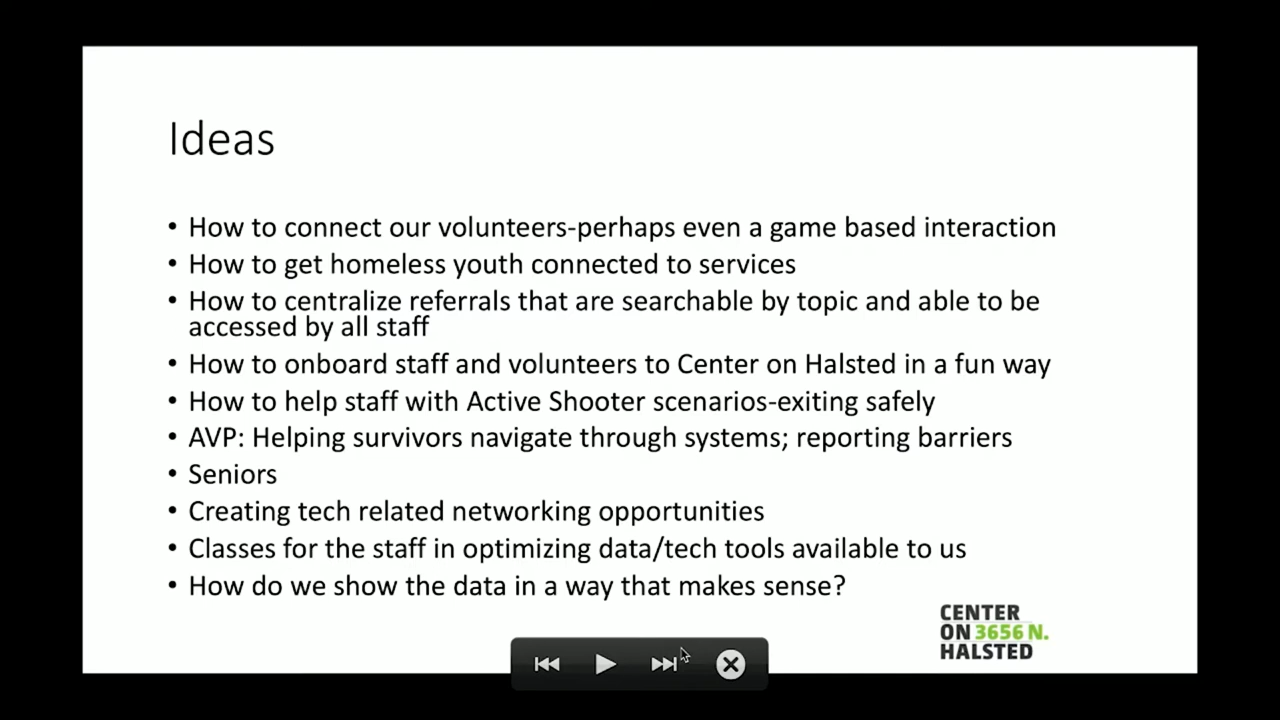 Ideas
• How to connect our volunteers-perhaps even a game based interaction
• How to get homeless youth connected to services
• How to centralize referrals that are searchable by topic and able to be
accessed by all staff
• How to onboard staff and volunteers to Center on Halsted in a fun way
• How to help staff with Active Shooter scenarios-exiting safely
• AVP: Helping survivors navigate through systems; reporting barriers
• Seniors
• Creating tech related networking opportunities
• Classes for the staff in optimizing data/tech tools available to us
• How do we show the data in a way that makes sense?
CENTER
ON 3656 N.
HALSTED